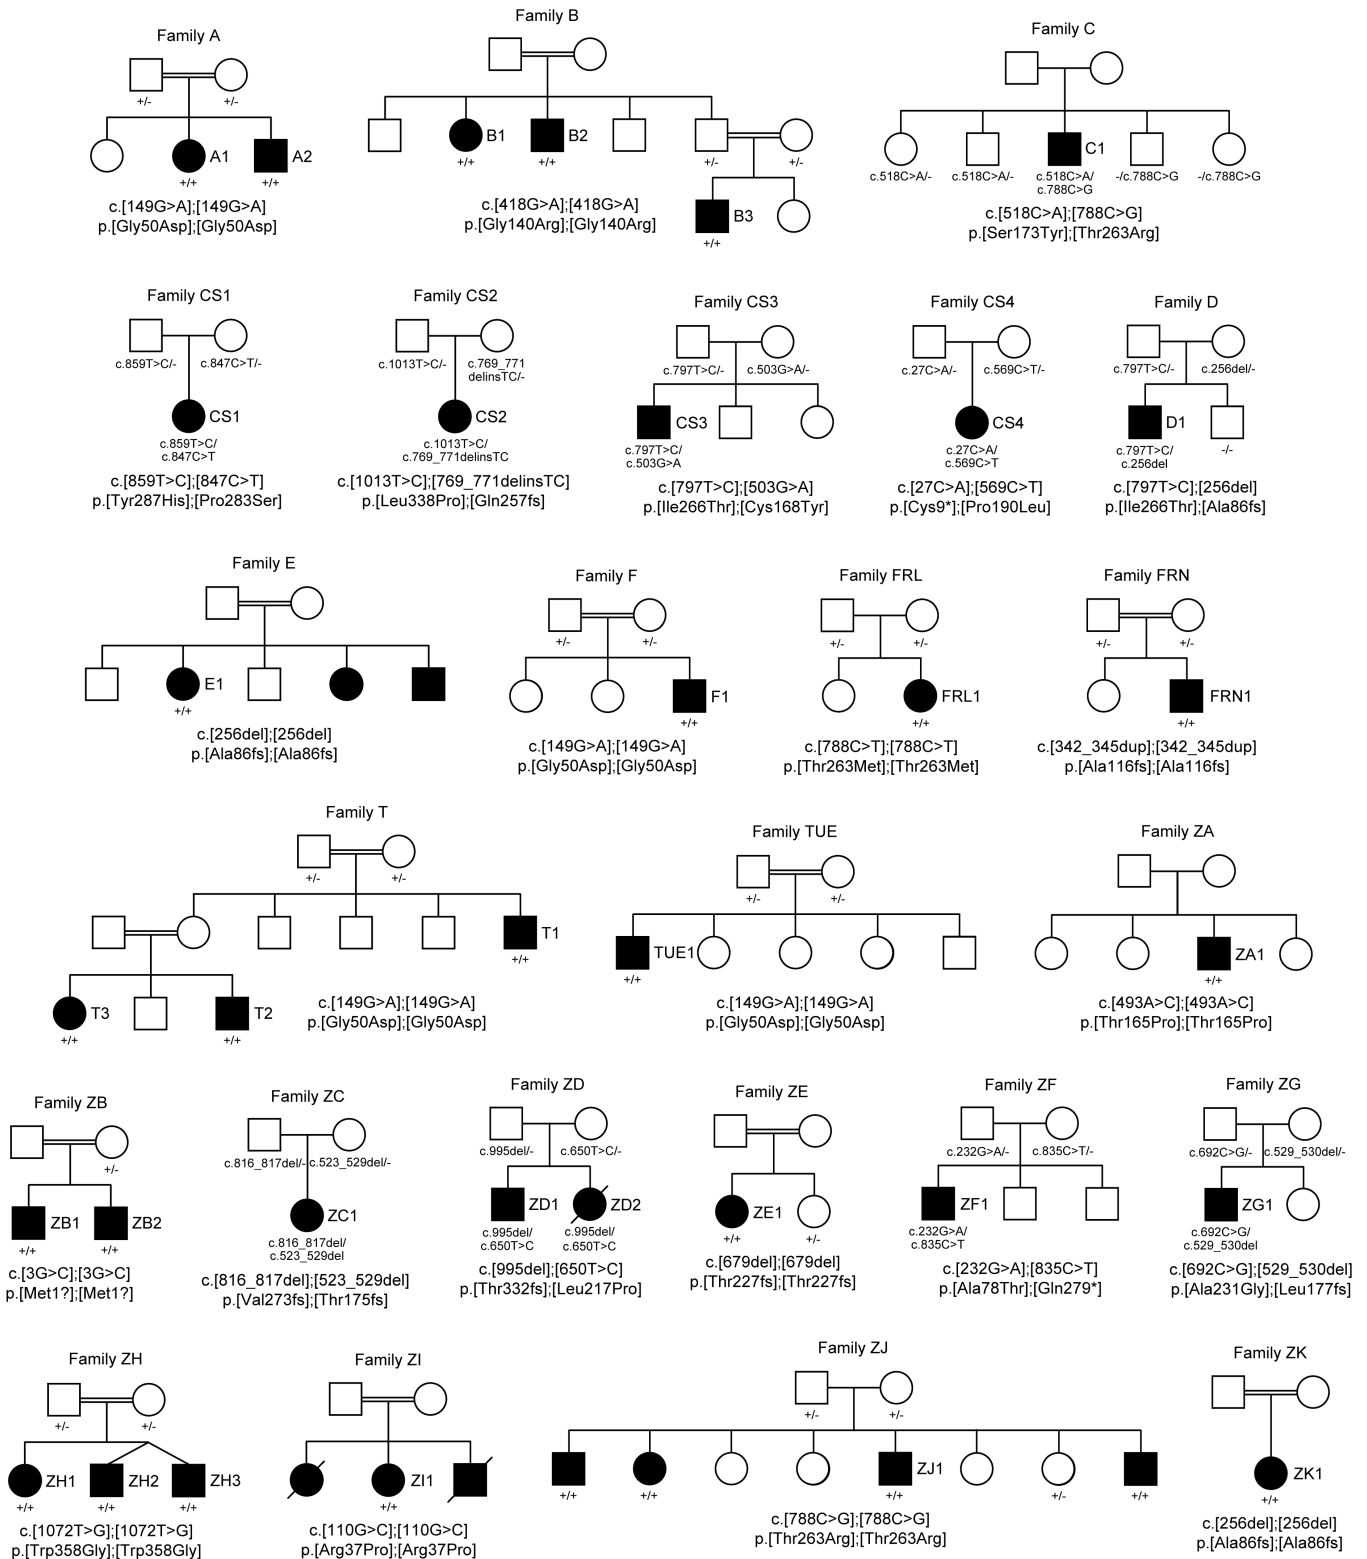 Family A
+/-
+/-
A1
A2
+/+
+/+
c.[149G>A];[149G>A]
p.[Gly50Asp];[Gly50Asp]
Family B
B1
B2
+/+
+/+
+/-
+/-
B3
+/+
c.[418G>A];[418G>A]
p.[Gly140Arg];[Gly140Arg]
Family C
C1
c.518C>A/-
c.518C>A/-
c.518C>A/
c.788C>G
-/c.788C>G
-/c.788C>G
c.[518C>A];[788C>G]
p.[Ser173Tyr];[Thr263Arg]
Family CS1
c.859T>C/-
c.847C>T/-
CS1
c.859T>C/
c.847C>T
c.[859T>C];[847C>T]
p.[Tyr287His];[Pro283Ser]
Family CS2
c.1013T>C/-
c.769_771
delinsTC/-
CS2
c.1013T>C/
c.769_771delinsTC
c.[1013T>C];[769_771delinsTC]
p.[Leu338Pro];[Gln257fs]
Family CS3
c.797T>C/-
c.503G>A/-
CS3
c.797T>C/
c.503G>A
c.[797T>C];[503G>A]
p.[Ile266Thr];[Cys168Tyr]
Family CS4
c.27C>A/-
c.569C>T/-
CS4
c.27C>A/
c.569C>T
c.[27C>A];[569C>T]
p.[Cys9*];[Pro190Leu]
Family D
c.797T>C/-
c.256del/-
D1
c.797T>C/
c.256del
-/-
c.[797T>C];[256del]
p.[Ile266Thr];[Ala86fs]
Family E
E1
+/+
c.[256del];[256del]
p.[Ala86fs];[Ala86fs]
Family F
+/-
+/-
F1
+/+
c.[149G>A];[149G>A]
p.[Gly50Asp];[Gly50Asp]
Family FRL
+/-
+/-
FRL1
+/+
c.[788C>T];[788C>T]
p.[Thr263Met];[Thr263Met]
Family FRN
+/-
+/-
FRN1
+/+
c.[342_345dup];[342_345dup]
p.[Ala116fs];[Ala116fs]
Family T
+/-
+/-
T1
+/+
T3
T2
+/+
+/+
c.[149G>A];[149G>A]
p.[Gly50Asp];[Gly50Asp]
Family TUE
+/-
+/-
TUE1
+/+
c.[149G>A];[149G>A]
p.[Gly50Asp];[Gly50Asp]
Family ZA
ZA1
+/+
c.[493A>C];[493A>C]
p.[Thr165Pro];[Thr165Pro]
Family ZB
+/-
ZB1
ZB2
+/+
+/+
c.[3G>C];[3G>C]
p.[Met1?];[Met1?]
Family ZC
c.816_817del/-
c.523_529del/-
ZC1
c.816_817del/
c.523_529del
c.[816_817del];[523_529del]
p.[Val273fs];[Thr175fs]
Family ZD
c.995del/-
c.650T>C/-
ZD1
ZD2
c.995del/
c.650T>C
c.995del/
c.650T>C
c.[995del];[650T>C]
p.[Thr332fs];[Leu217Pro]
Family ZE
ZE1
+/+
+/-
c.[679del];[679del]
p.[Thr227fs];[Thr227fs]
Family ZF
c.232G>A/-
c.835C>T/-
ZF1
c.232G>A/
c.835C>T
c.[232G>A];[835C>T]
p.[Ala78Thr];[Gln279*]
Family ZG
c.692C>G/-
c.529_530del/-
ZG1
c.692C>G/
c.529_530del
c.[692C>G];[529_530del]
p.[Ala231Gly];[Leu177fs]
Family ZH
+/-
+/-
ZH1
ZH2
ZH3
+/+
+/+
+/+
c.[1072T>G];[1072T>G]
p.[Trp358Gly];[Trp358Gly]
Family ZI
ZI1
+/+
c.[110G>C];[110G>C]
p.[Arg37Pro];[Arg37Pro]
Family ZJ
+/-
+/-
ZJ1
+/+
+/+
+/+
+/-
+/+
c.[788C>G];[788C>G]
p.[Thr263Arg];[Thr263Arg]
Family ZK
ZK1
+/+
c.[256del];[256del]
p.[Ala86fs];[Ala86fs]